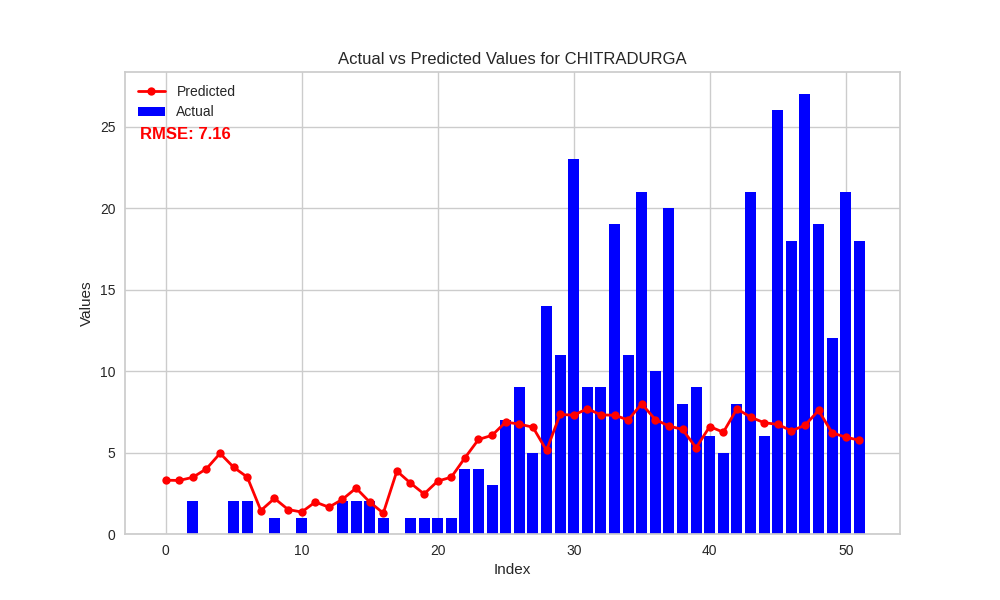 Actual vs Predicted Values for CHITRADURGA
Predicted
Actual
RMSE: 7.16
25
20
15
10
5
0
Values
0 10 20 30 40 50
Index